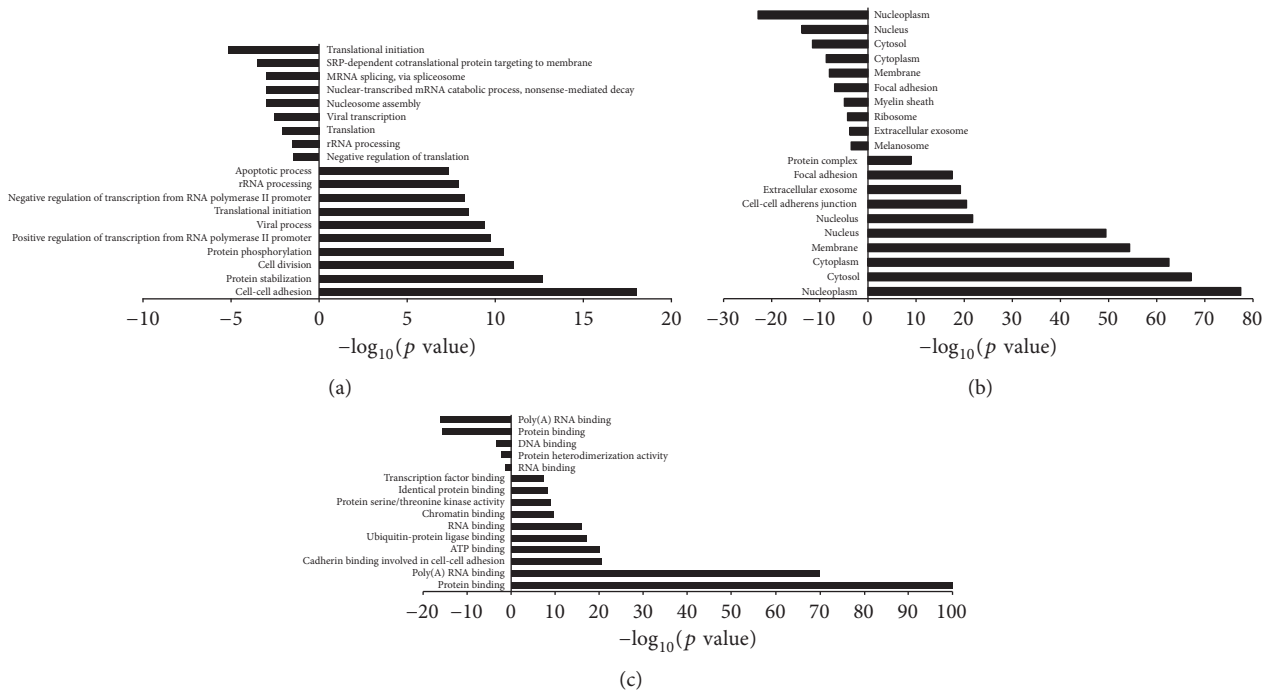 Translational initiation
SRP-dependent cotranslational protein targeting to membrane
MRNA splicing, via spliceosome
Nuclear-transcribed mRNA catabolic process, nonsense-mediated decay
Nucleosome assembly
Viral transcription
Translation
rRNA processing
Negative regulation of translation
Apoptotic process
rRNA processing
Negative regulation of transcription from RNA polymerase II promoter
Translational initiation
Viral process
Positive regulation of transcription from RNA polymerase II promoter
Protein phosphorylation
Cell division
Protein stabilization
Cell-cell adhesion
−10 −5 0 5 10 15 20
−log10(p value)
(a)
Nucleoplasm
Nucleus
Cytosol
Cytoplasm
Membrane
Focal adhesion
Myelin sheath
Ribosome
Extracellular exosome
Melanosome
Protein complex
Focal adhesion
Extracellular exosome
Cell-cell adherens junction
Nucleolus
Nucleus
Membrane
Cytoplasm
Cytosol
Nucleoplasm
−30 −20 −10 0 10 20 30 40 50 60 70 80
−log10(p value)
(b)
Poly(A) RNA binding
Protein binding
DNA binding
Protein heterodimerization activity
RNA binding
Transcription factor binding
Identical protein binding
Protein serine/threonine kinase activity
Chromatin binding
RNA binding
Ubiquitin-protein ligase binding
ATP binding
Cadherin binding involved in cell-cell adhesion
Poly(A) RNA binding
Protein binding
−20 −10 0 10 20 30 40 50 60 70 80 90 100
−log10(p value)
(c)